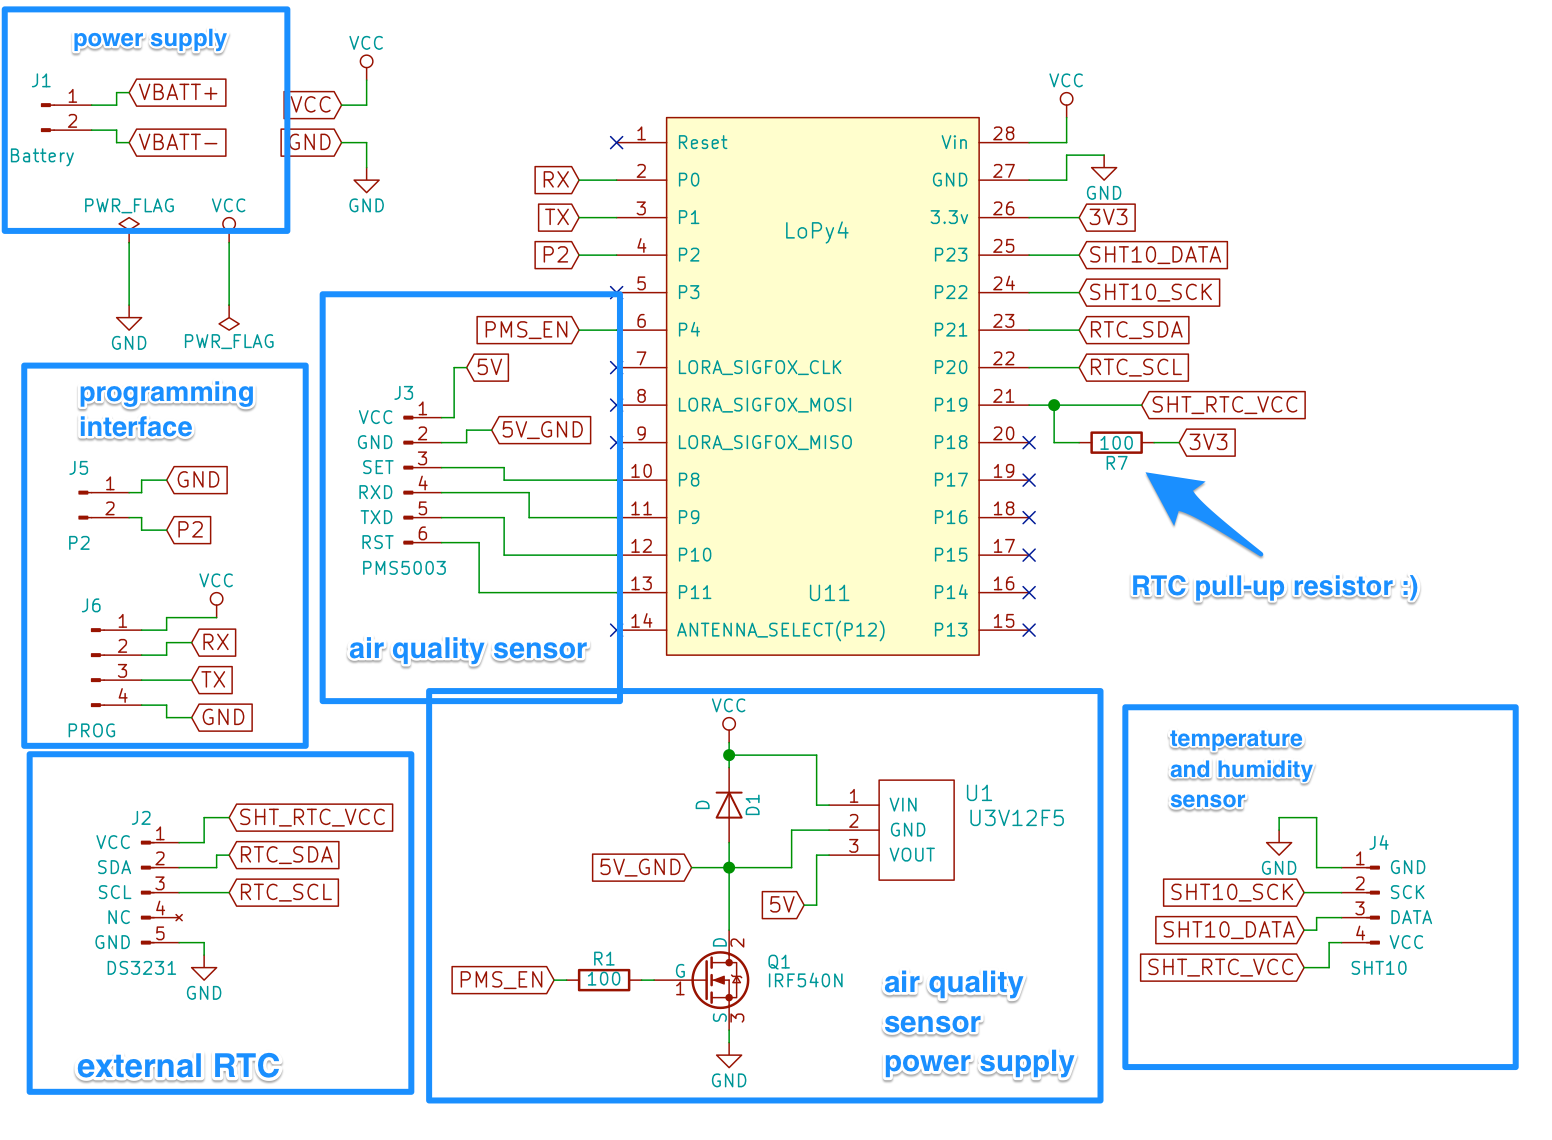 power supply
J1
1
VBATT+
2
VBATT-
Battery
PWR_FLAG
VCC
GND
PWR_FLAG
VCC
VCC
GND
GND
programming
interface
J5
1
GND
2
P2
P2
J6
VCC
1
2
RX
3
TX
4
GND
PROG
J2
VCC 1 SHT_RTC_VCC
SDA 2 RTC_SDA
SCL 3 RTC_SCL
NC 4
GND 5
DS3231
GND
external RTC
J3
5V
VCC 1
GND 2 5V_GND
SET 3
RXD 4
TXD 5
RST 6
PMS5003
air quality sensor
LoPy4
U11
1 Reset
RX 2 P0
TX 3 P1
P2 4 P2
5 P3
PMS_EN 6 P4
7 LORA_SIGFOX_CLK
8 LORA_SIGFOX_MOSI
9 LORA_SIGFOX_MISO
10 P8
11 P9
12 P10
13 P11
14 ANTENNA_SELECT(P12)
VCC
Vin 28
GND 27
GND
3.3v 26 3V3
P23 25 SHT10_DATA
P22 24 SHT10_SCK
P21 23 RTC_SDA
P20 22 RTC_SCL
P19 21 SHT_RTC_VCC
P18 20
100
R7
3V3
P17 19
P16 18
P15 17
P14 16
P13 15
RTC pull-up resistor :)
VCC
D
D1
U1
U3V12F5
1 VIN
2 GND
3 VOUT
5V_GND
5V
PMS_EN
R1
100
G
1
D
2
S
3
Q1
IRF540N
GND
air quality
sensor
power supply
temperature
and humidity
sensor
GND
J4
1 GND
SHT10_SCK 2 SCK
SHT10_DATA 3 DATA
SHT_RTC_VCC 4 VCC
SHT10